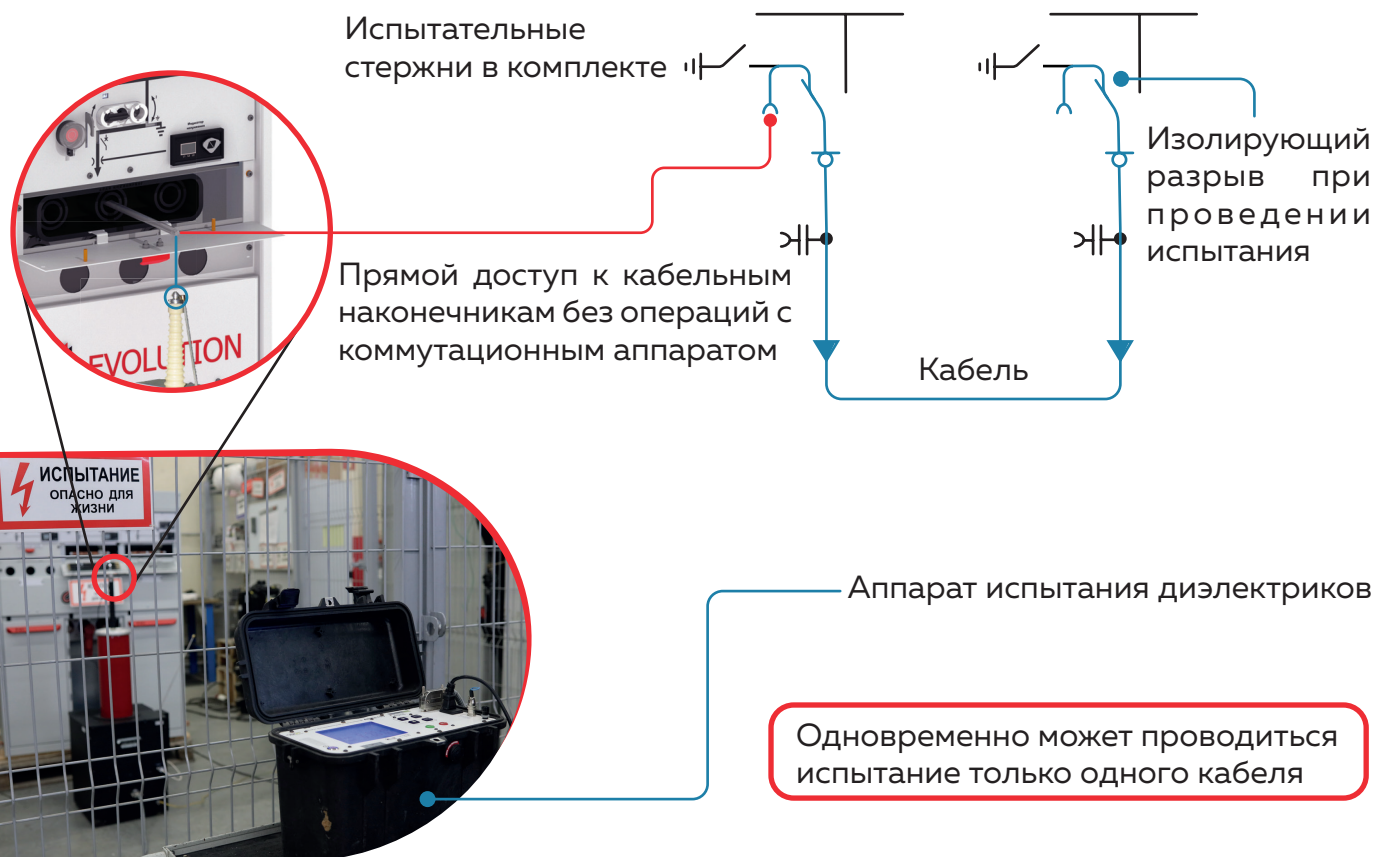 Испытательные
стержни в комплекте
Изолирующий
разрыв при
проведении
испытания
Прямой доступ к кабельным
наконечникам без операций с
коммутационным аппаратом
EVOLUTION
Кабель
ИСПЫТАНИЕ
ОПАСНО ДЛЯ
ЖИЗНИ
Аппарат испытания диэлектриков
Одновременно может проводиться
испытание только одного кабеля